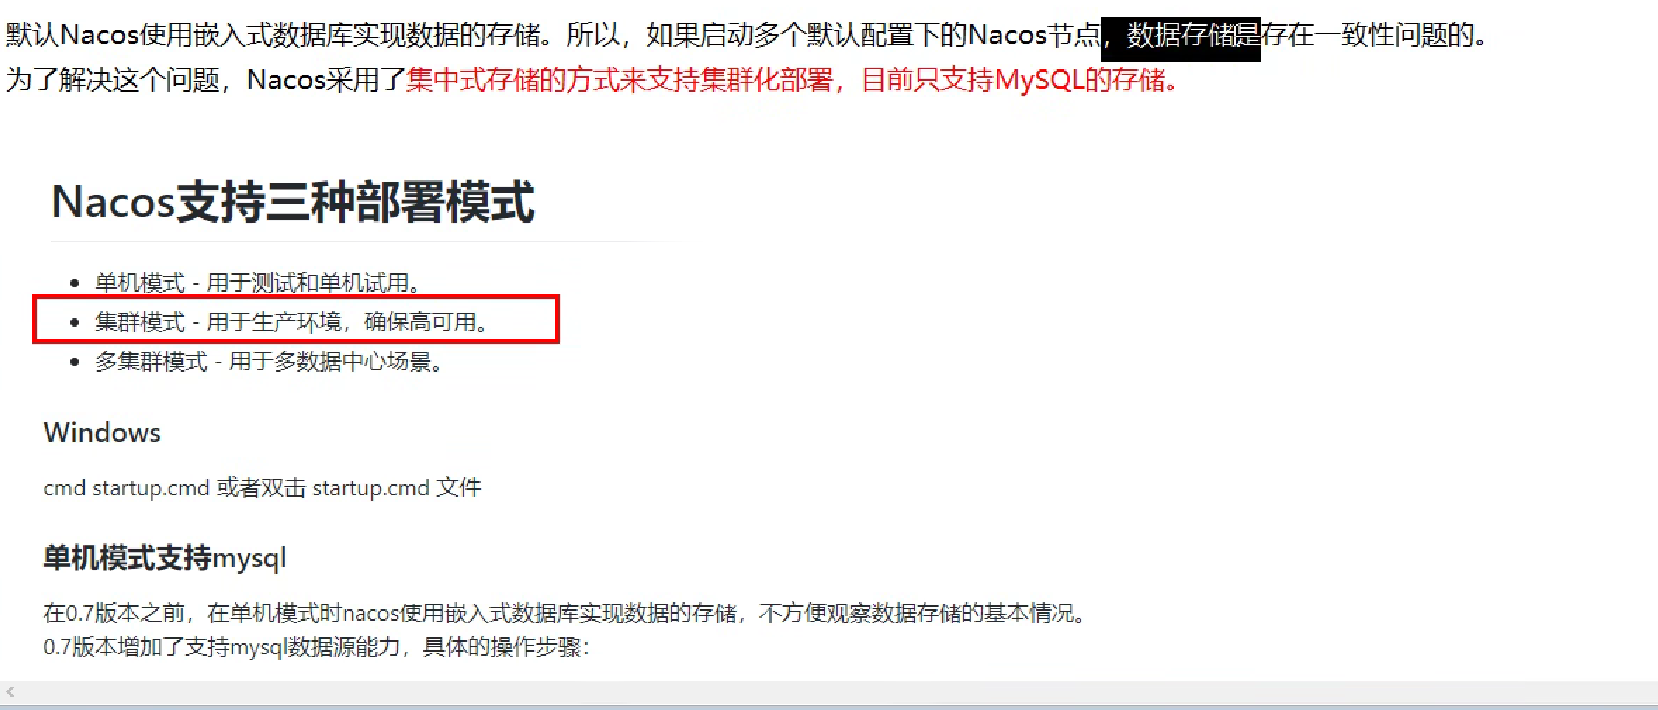 默认Nacos使用嵌入式数据库实现数据的存储。所以，如果启动多个默认配置下的Nacos节点，数据存储是存在一致性问题的。
为了解决这个问题，Nacos采用了集中式存储的方式来支持集群化部署，目前只支持MySQL的存储。
Nacos支持三种部署模式
• 单机模式 - 用于测试和单机试用。
• 集群模式 - 用于生产环境，确保高可用。
• 多集群模式 - 用于多数据中心场景。
Windows
cmd startup.cmd 或者双击 startup.cmd 文件
单机模式支持mysql
在0.7版本之前，在单机模式时nacos使用嵌入式数据库实现数据的存储，不方便观察数据存储的基本情况。
0.7版本增加了支持mysql数据源能力，具体的操作步骤：